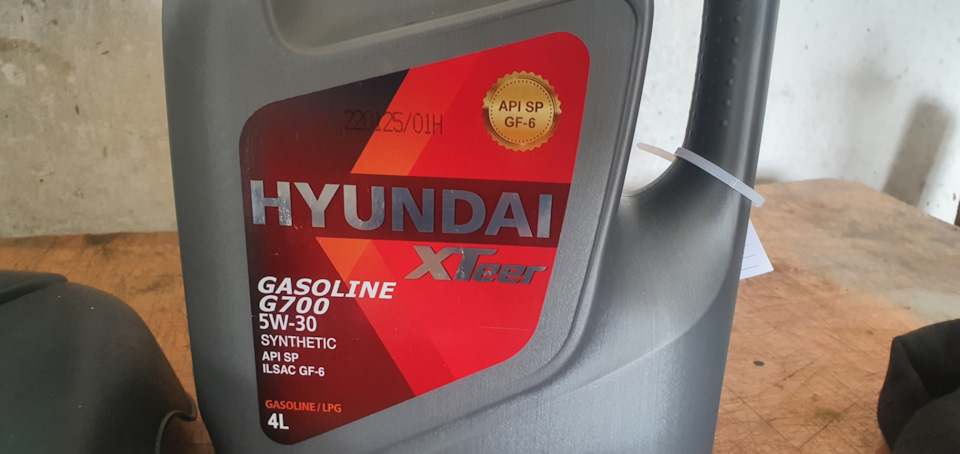 API SP
GF-6
220125/01H
HYUNDAI
XTeer
GASOLINE
G700
5W-30
SYNTHETIC
API SP
ILSAC GF-6
GASOLINE / LPG
4L